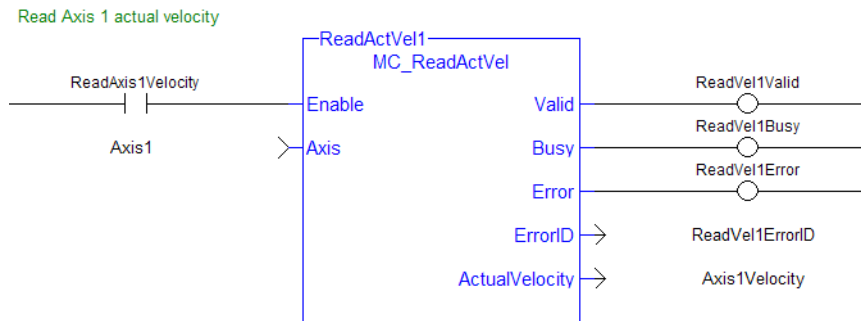 Read Axis 1 actual velocity
ReadActVel1
MC_ReadActVel
ReadAxis1Velocity
Enable
Valid
ReadVel1Valid
Axis1
Axis
Busy
ReadVel1Busy
Error
ReadVel1Error
ErrorID
ReadVel1ErrorID
ActualVelocity
Axis1Velocity